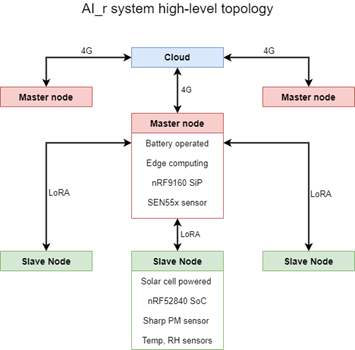 AI_r system high-level topology
4G
Cloud
4G
4G
Master node
Master node
Master node
Battery operated
Edge computing
nRF9160 SiP
SEN55x sensor
LoRA
LoRA
LoRA
Slave Node
Slave Node
Slave Node
Solar cell powered
nRF52840 SoC
Sharp PM sensor
Temp, RH sensors